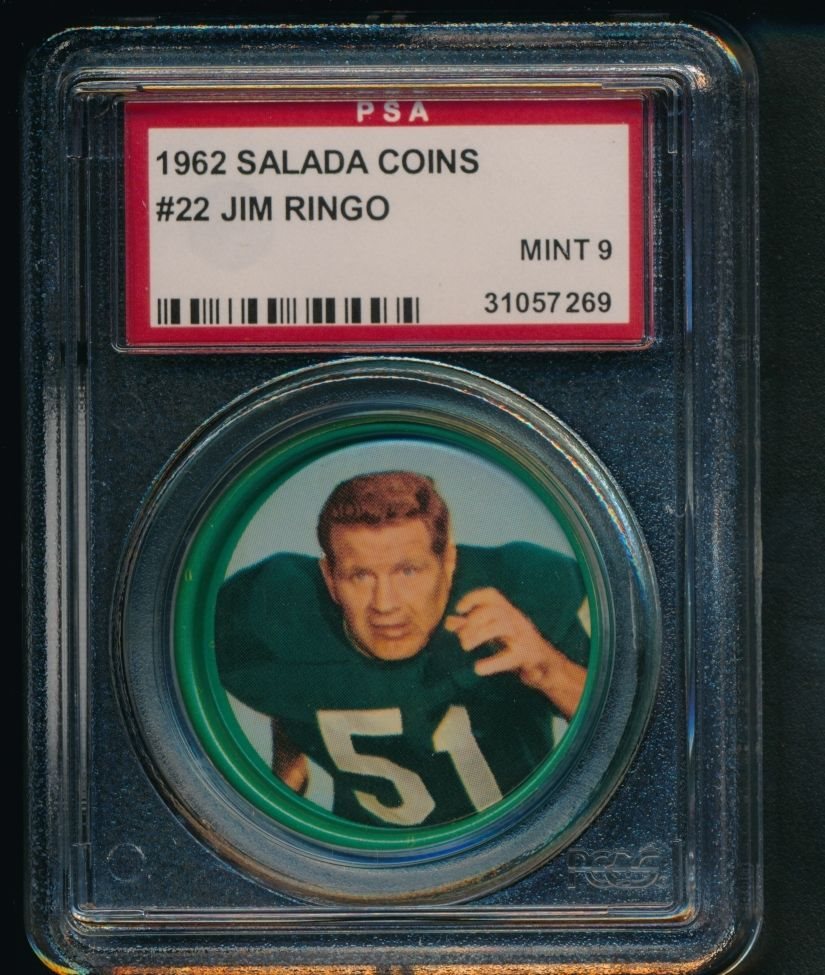 PSA
1962 SALADA COINS
#22 JIM RINGO
MINT 9
31057269
51